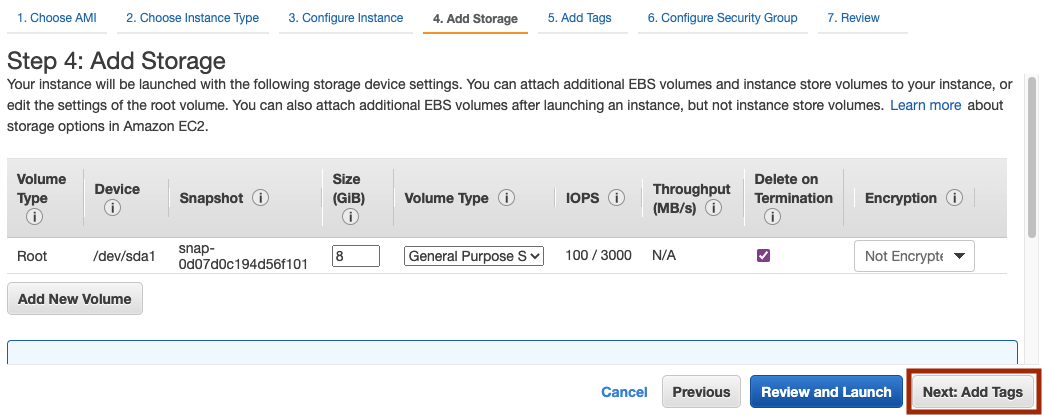 1. Choose AMI 2. Choose Instance Type 3. Configure Instance 4. Add Storage 5. Add Tags 6. Configure Security Group 7. Review
Step 4: Add Storage
Your instance will be launched with the following storage device settings. You can attach additional EBS volumes and instance store volumes to your instance, or
edit the settings of the root volume. You can also attach additional EBS volumes after launching an instance, but not instance store volumes. Learn more about
storage options in Amazon EC2.
Volume Type i Device i Snapshot i Size (GiB) i Volume Type i IOPS i Throughput (MB/s) i Delete on Termination i Encryption i
Root /dev/sda1 snap-0d07d0c194d56f101 8 General Purpose S 100 / 3000 N/A Not Encrypte
Add New Volume
Cancel Previous Review and Launch Next: Add Tags